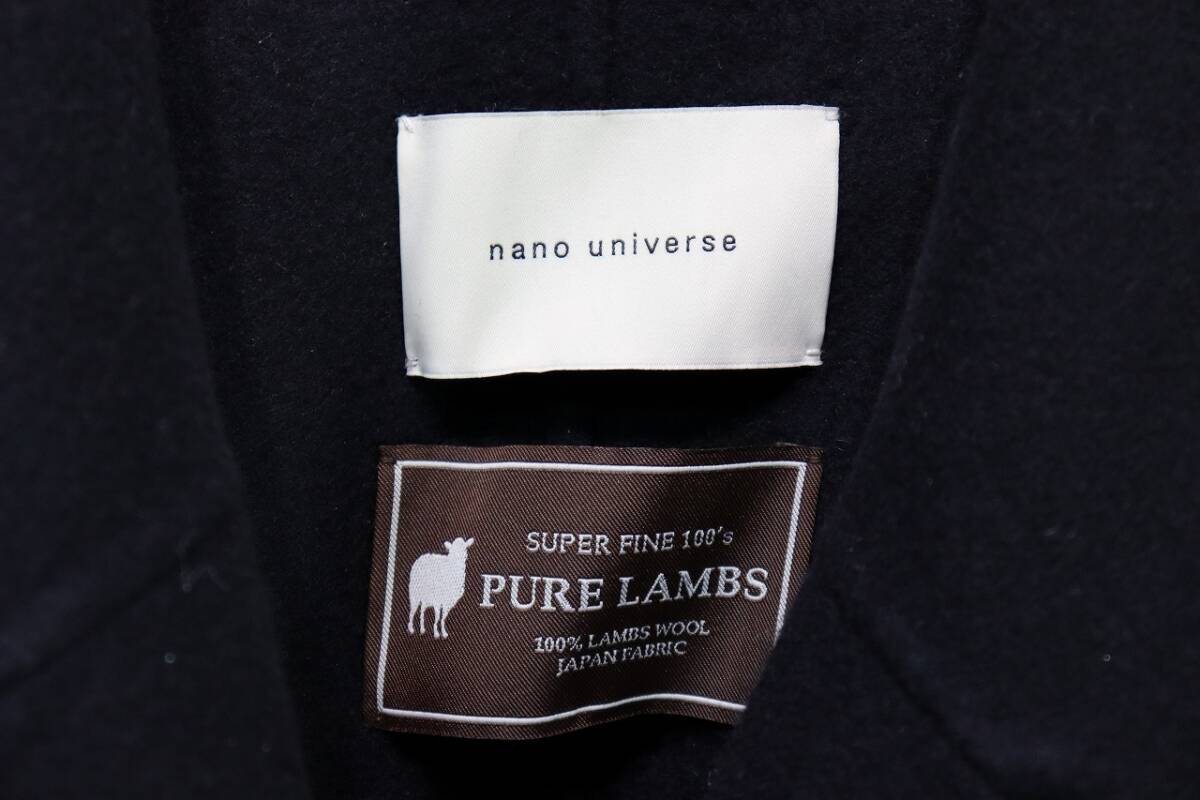 nano universe
SUPER FINE 100's
PURE LAMBS
100% LAMBS WOOL
JAPAN FABRIC